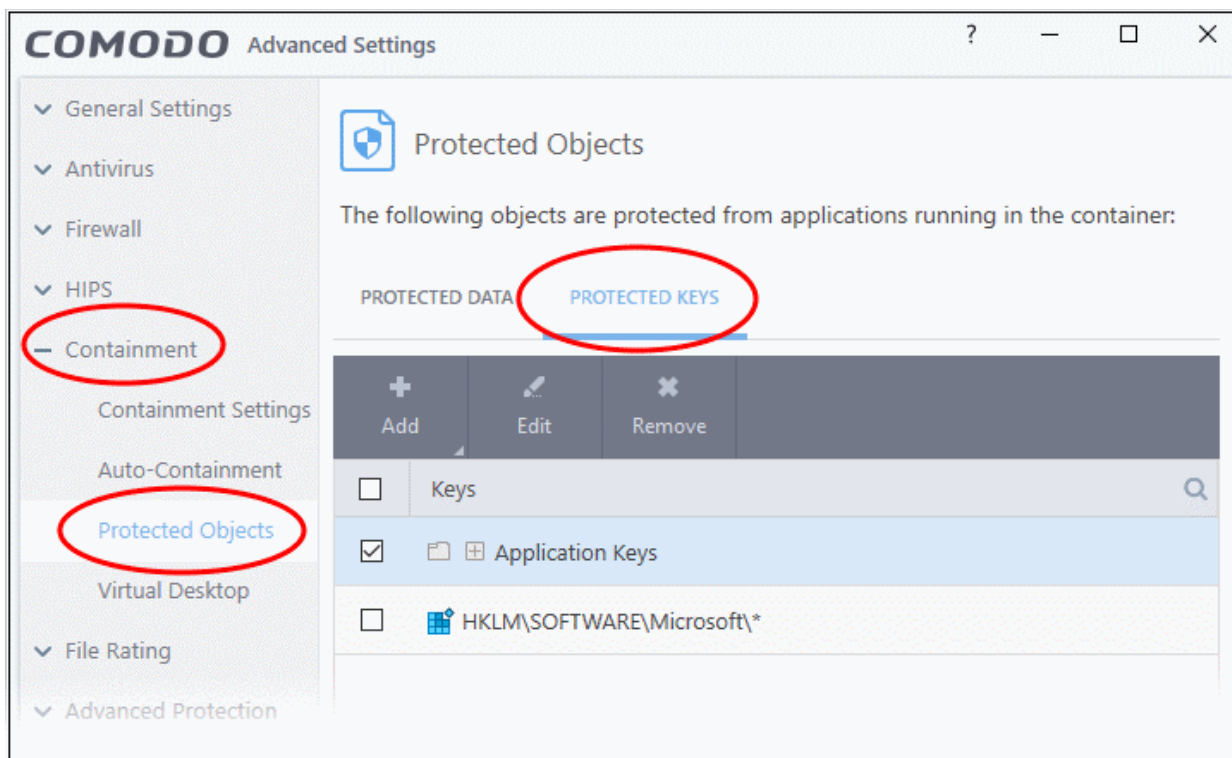 COMODO Advanced Settings ?
General Settings
Antivirus
Firewall
HIPS
Containment
Containment Settings
Auto-Containment
Protected Objects
Virtual Desktop
File Rating
Advanced Protection
Protected Objects
The following objects are protected from applications running in the container:
PROTECTED DATA PROTECTED KEYS
Add Edit Remove
Keys
Application Keys
HKLM\SOFTWARE\Microsoft\*